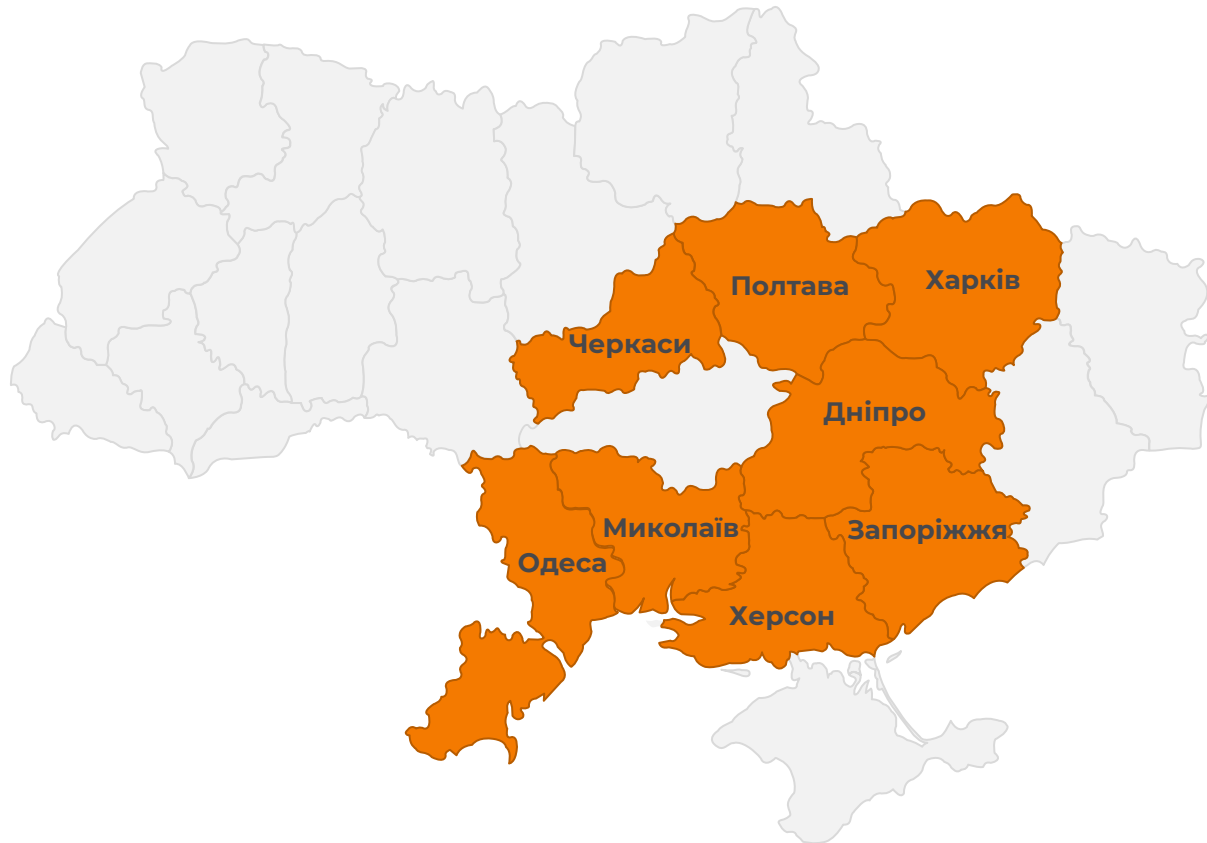 Полтава
Харків
Черкаси
Дніпро
Миколаїв
Запоріжжя
Одеса
Херсон